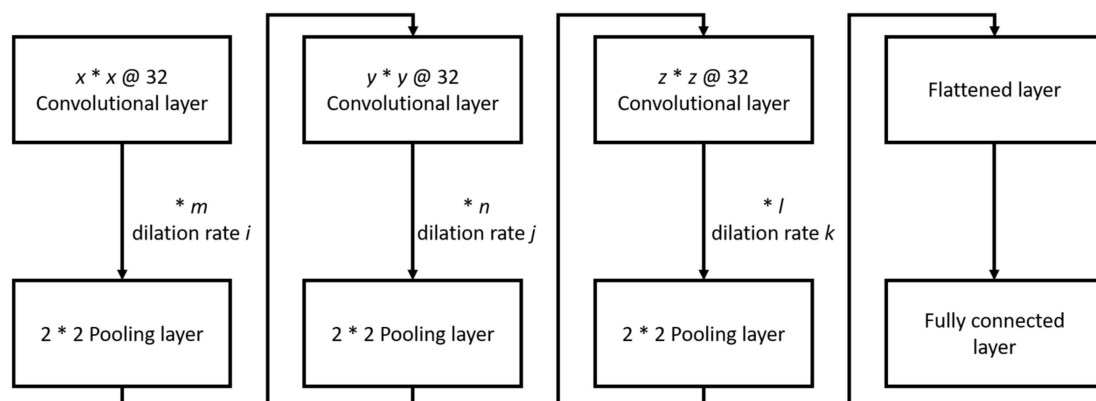 x * x @ 32
Convolutional layer
* m
dilation rate i
2 * 2 Pooling layer
y * y @ 32
Convolutional layer
* n
dilation rate j
2 * 2 Pooling layer
z * z @ 32
Convolutional layer
* l
dilation rate k
2 * 2 Pooling layer
Flattened layer
Fully connected
layer